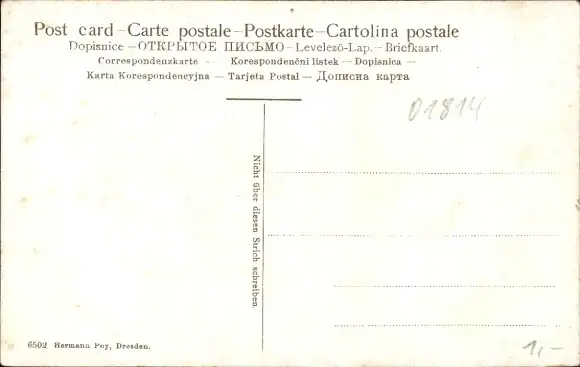 Post card – Carte postale – Postkarte – Cartolina postale
Dopisnice – ОТКРЫТОЕ ПИСЬМО – Levelező-Lap. – Briefkaart.
Correspondenzkarte – Korespondenční listek – Dopisnica –
Karta Korespondencyjna – Tarjeta Postal – Дописна карта
01814
Nicht über diesen Strich schreiben.
6502 Hermann Poy, Dresden.
1,-